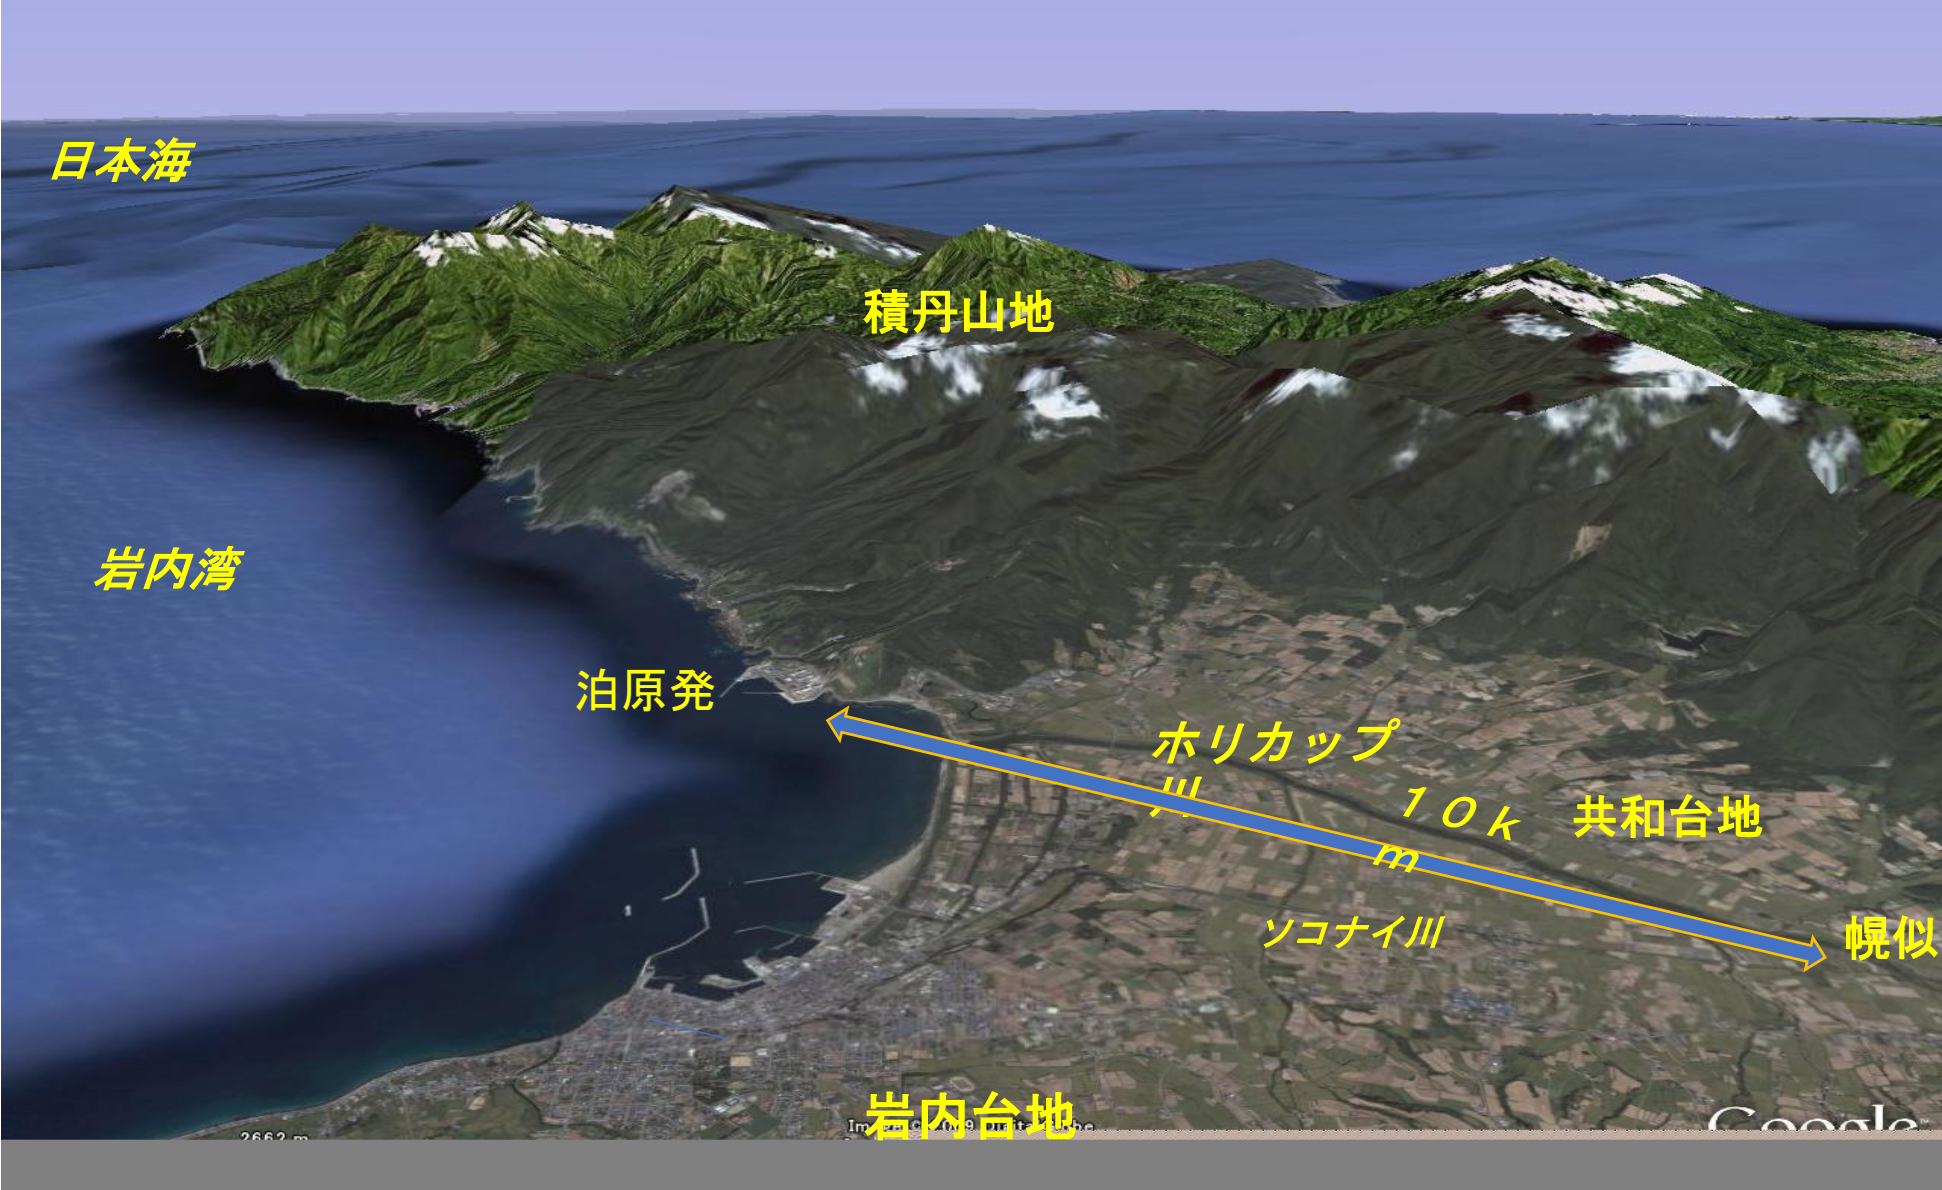 日本海
積丹山地
岩内湾
泊原発
ホリカップ
川
10k
m
共和台地
ソコナイ川
幌似
岩内台地
2662 m
Google